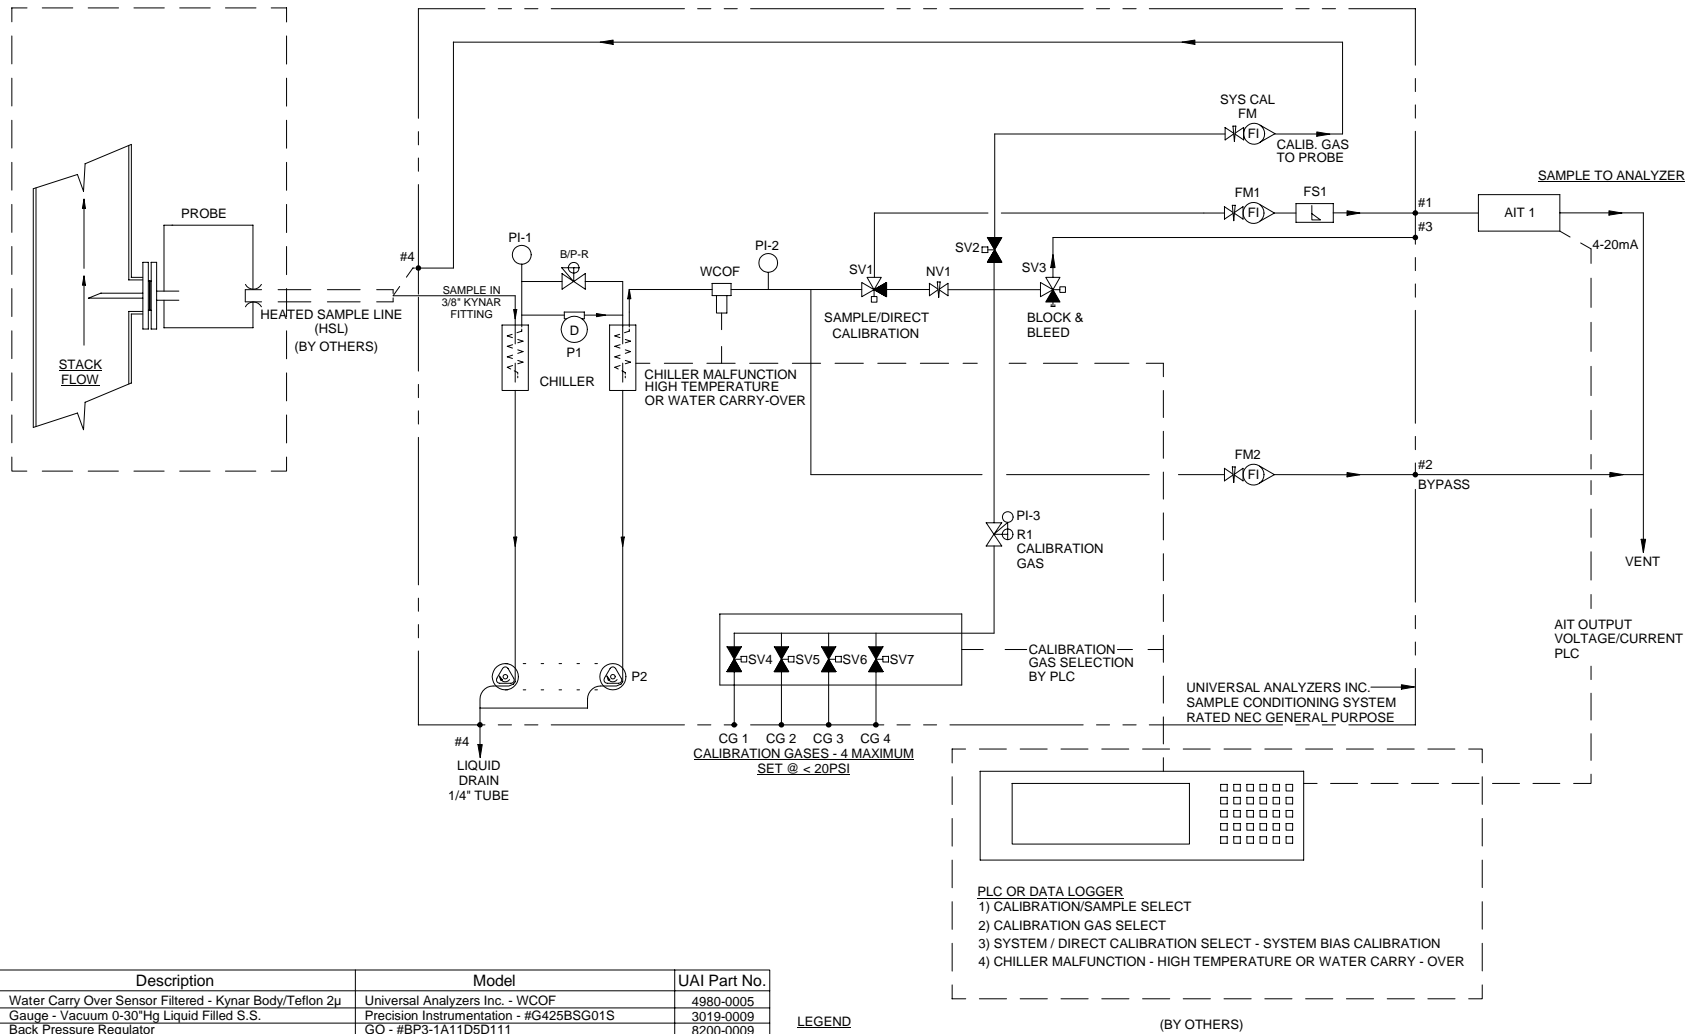 SYS CAL
FM
FI
CALIB. GAS
TO PROBE
SAMPLE TO ANALYZER
PROBE
FM1
FI
FS1
#1
AIT 1
#3
4-20mA
#4
PI-1
B/P-R
PI-2
WCOF
SV2
SV1
NV1
SV3
SAMPLE IN
3/8" KYNAR
FITTING
HEATED SAMPLE LINE
(HSL)
(BY OTHERS)
D
P1
SAMPLE/DIRECT
CALIBRATION
BLOCK &
BLEED
STACK
FLOW
CHILLER
CHILLER MALFUNCTION
HIGH TEMPERATURE
OR WATER CARRY-OVER
FM2
FI
#2
BYPASS
PI-3
R1
CALIBRATION
GAS
VENT
AIT OUTPUT
VOLTAGE/CURRENT
PLC
SV4
SV5
SV6
SV7
CALIBRATION
GAS SELECTION
BY PLC
P2
UNIVERSAL ANALYZERS INC.
SAMPLE CONDITIONING SYSTEM
RATED NEC GENERAL PURPOSE
#4
LIQUID
DRAIN
1/4" TUBE
CG 1 CG 2 CG 3 CG 4
CALIBRATION GASES - 4 MAXIMUM
SET @ < 20PSI
PLC OR DATA LOGGER
1) CALIBRATION/SAMPLE SELECT
2) CALIBRATION GAS SELECT
3) SYSTEM / DIRECT CALIBRATION SELECT - SYSTEM BIAS CALIBRATION
4) CHILLER MALFUNCTION - HIGH TEMPERATURE OR WATER CARRY - OVER
(BY OTHERS)
Description Model UAI Part No.
Water Carry Over Sensor Filtered - Kynar Body/Teflon 2µ Universal Analyzers Inc. - WCOF 4980-0005
Gauge - Vacuum 0-30"Hg Liquid Filled S.S. Precision Instrumentation - #G425BSG01S 3019-0009
Back Pressure Regulator GO - #BP3-1A11D5D111 8200-0009
LEGEND